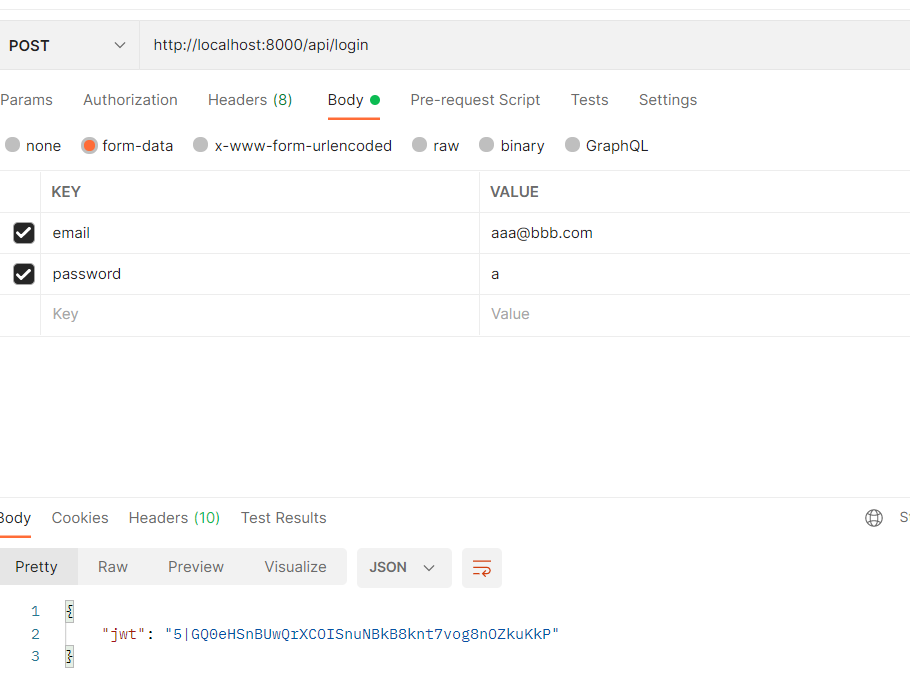 POST http://localhost:8000/api/login
Params Authorization Headers (8) Body Pre-request Script Tests Settings
none form-data x-www-form-urlencoded raw binary GraphQL
KEY VALUE
email aaa@bbb.com
password a
Key Value
Body Cookies Headers (10) Test Results
Pretty Raw Preview Visualize JSON
1 {
2 "jwt": "5|GQ0eHSnBUwQrXCOISnuNBkB8knt7vog8nOZkuKkP"
3 }